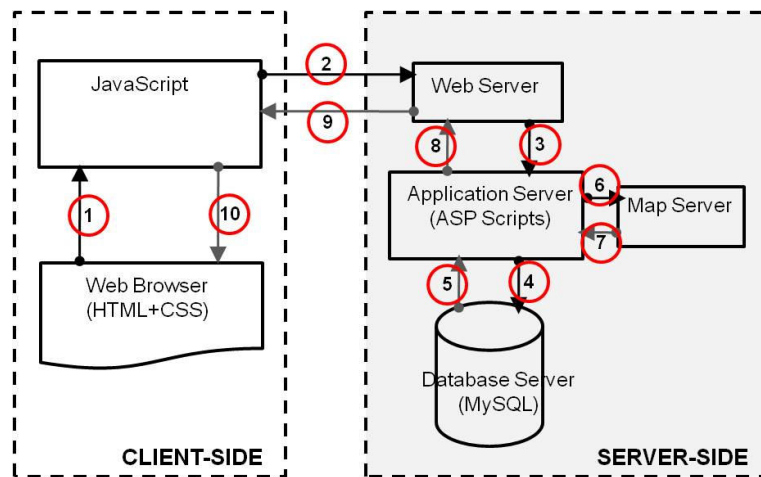 JavaScript
2
Web Server
9
8
3
Application Server
(ASP Scripts)
6
Map Server
7
1
10
Web Browser
(HTML+CSS)
5
4
Database Server
(MySQL)
CLIENT-SIDE
SERVER-SIDE